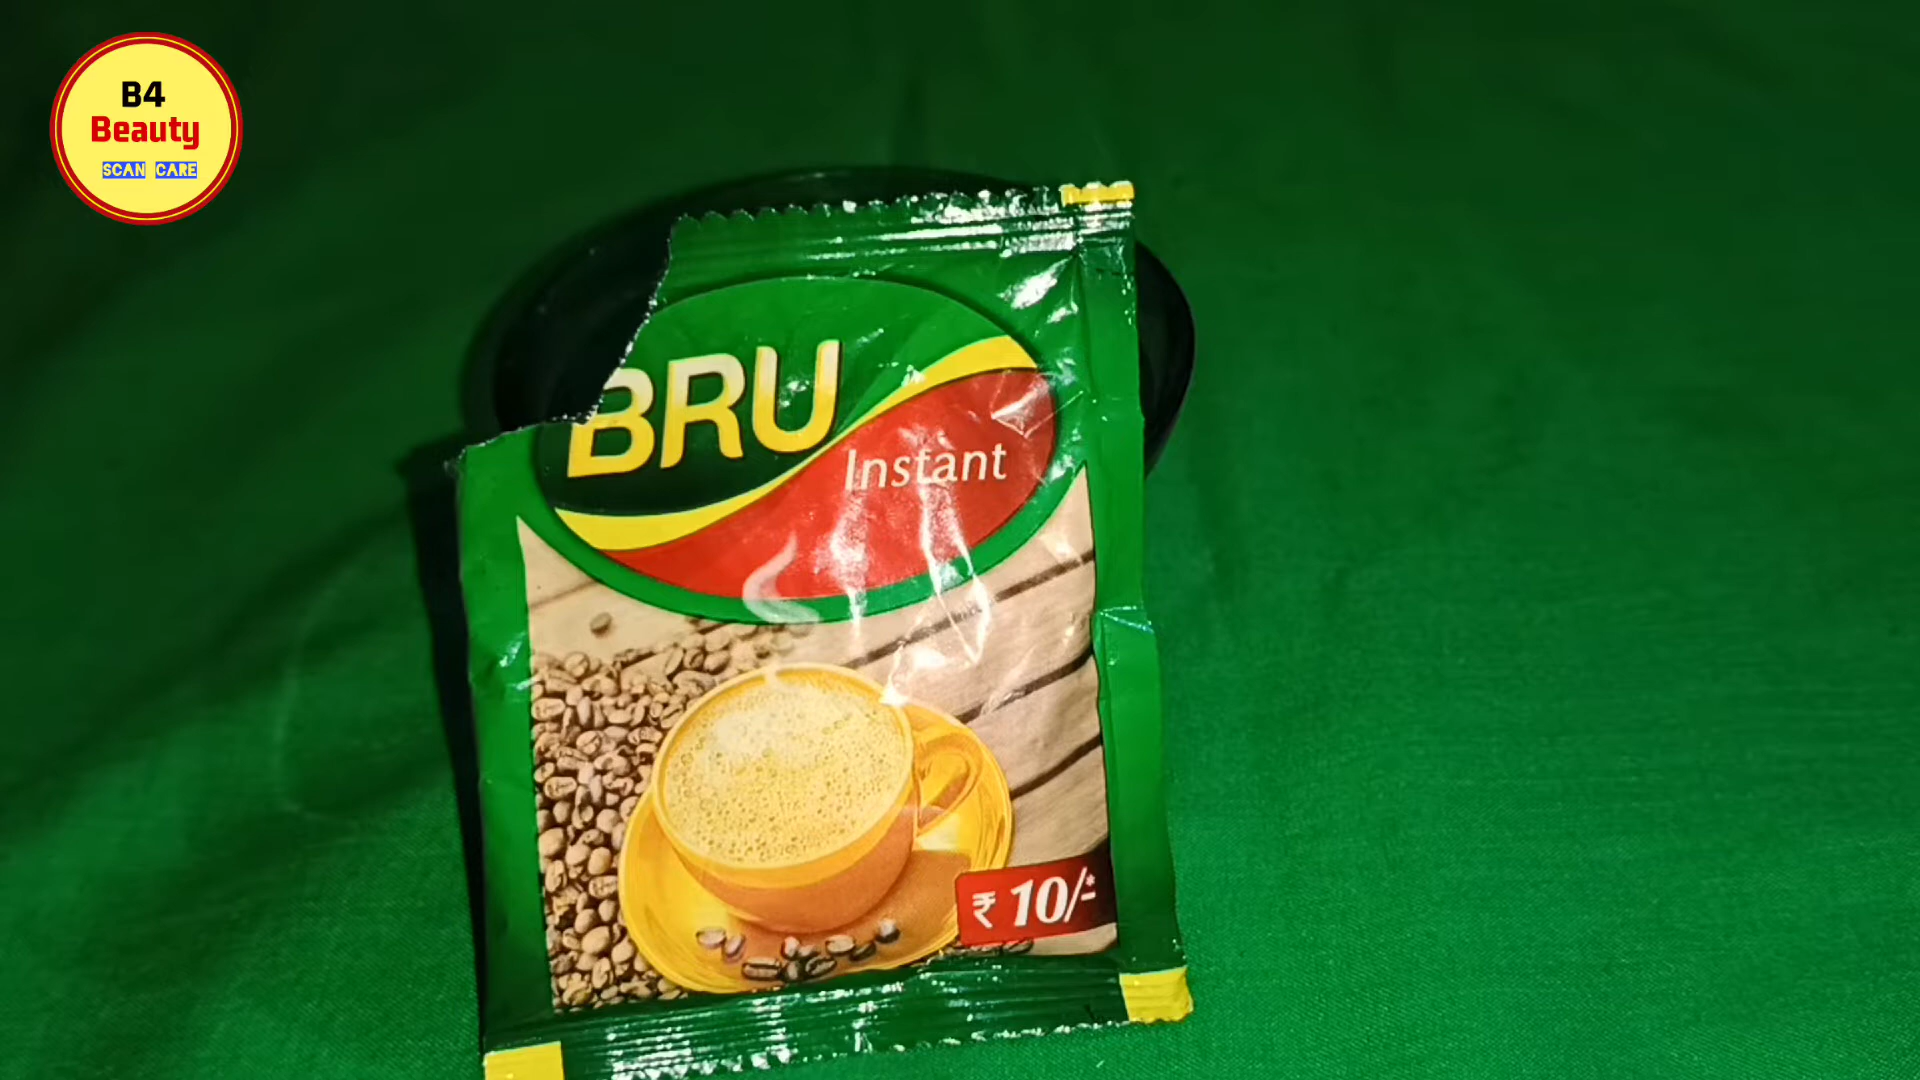 B4
Beauty
SCAN CARE
BRU
Instant
₹ 10/-*